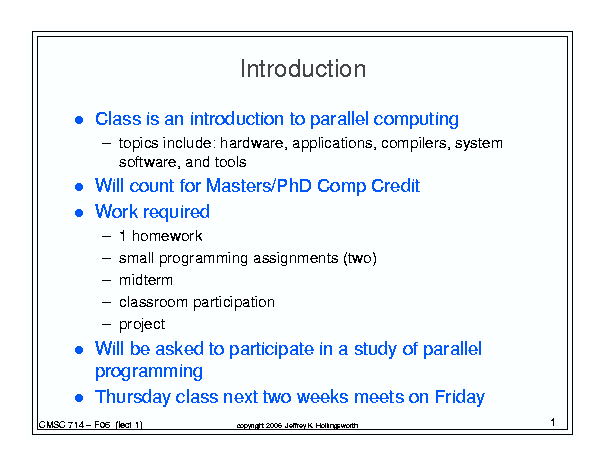 Introduction
● Class is an introduction to parallel computing
– topics include: hardware, applications, compilers, system
software, and tools
● Will count for Masters/PhD Comp Credit
● Work required
– 1 homework
– small programming assignments (two)
– midterm
– classroom participation
– project
● Will be asked to participate in a study of parallel
programming
● Thursday class next two weeks meets on Friday
CMSC 714 – F06 (lect 1)
copyright 2006 Jeffrey K. Hollingsworth
1